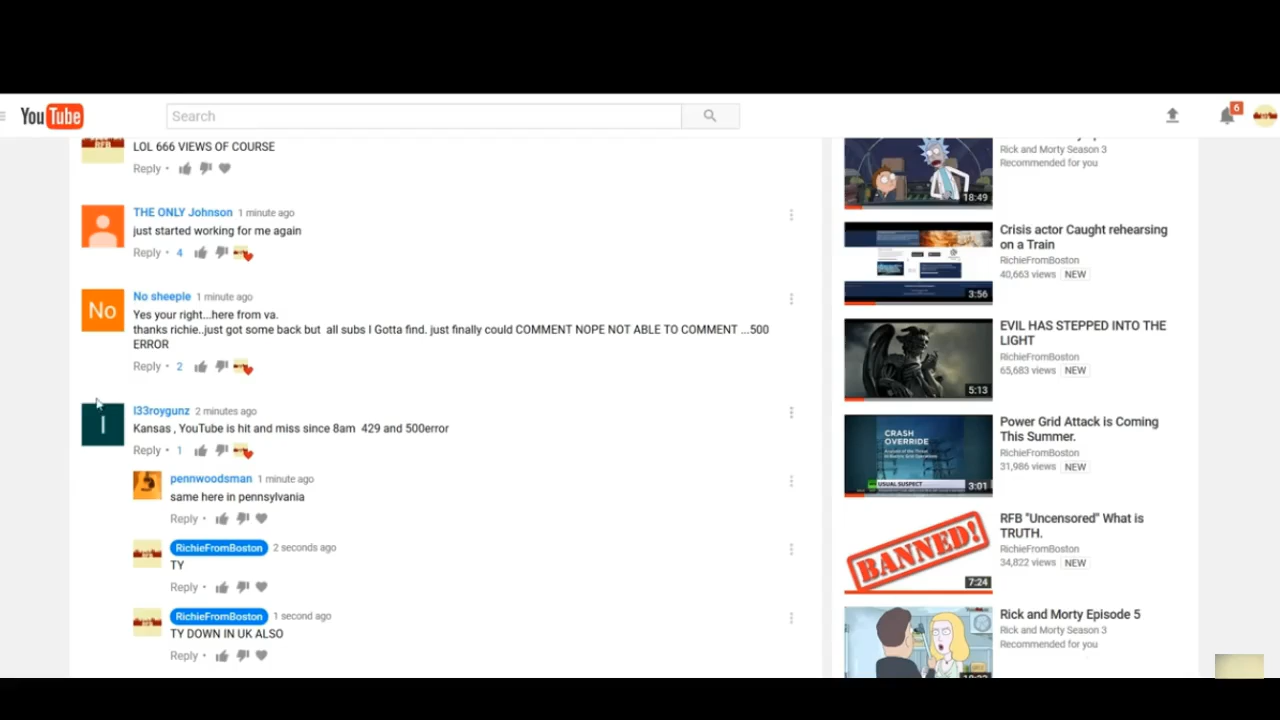 YouTube
Search
6
LOL 666 VIEWS OF COURSE
Reply •
THE ONLY Johnson 1 minute ago
just started working for me again
Reply • 4
No
No sheeple 1 minute ago
Yes your right...here from va.
thanks richie..just got some back but all subs I Gotta find. just finally could COMMENT NOPE NOT ABLE TO COMMENT ...500
ERROR
Reply • 2
l
l33roygunz 2 minutes ago
Kansas , YouTube is hit and miss since 8am 429 and 500error
Reply • 1
pennwoodsman 1 minute ago
same here in pennsylvania
Reply •
RichieFromBoston 2 seconds ago
TY
Reply •
RichieFromBoston 1 second ago
TY DOWN IN UK ALSO
Reply •
Rick and Morty Season 3
Recommended for you
18:49
Crisis actor Caught rehearsing
on a Train
RichieFromBoston
40,663 views NEW
3:56
EVIL HAS STEPPED INTO THE
LIGHT
RichieFromBoston
65,683 views NEW
5:13
Power Grid Attack is Coming
This Summer.
RichieFromBoston
31,986 views NEW
CRASH
OVERRIDE
USUAL SUSPECT
3:01
RFB "Uncensored" What is
TRUTH.
RichieFromBoston
34,822 views NEW
BANNED!
7:24
Rick and Morty Episode 5
Rick and Morty Season 3
Recommended for you